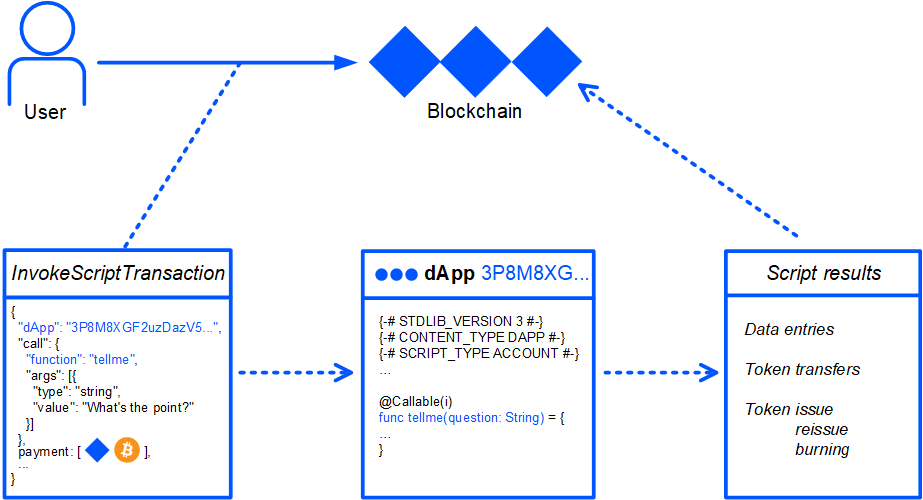 User
Blockchain
InvokeScriptTransaction
{
"dApp": "3P8M8XGF2uzDazV5...",
"call": {
"function": "tellme",
"args": [{
"type": "string",
"value": "What's the point?"
}]
},
payment: [ ],
...
}
dApp 3P8M8XG...
{-# STDLIB_VERSION 3 #-}
{-# CONTENT_TYPE DAPP #-}
{-# SCRIPT_TYPE ACCOUNT #-}
...
@Callable(i)
func tellme(question: String) = {
...
}
Script results
Data entries
Token transfers
Token issue
reissue
burning